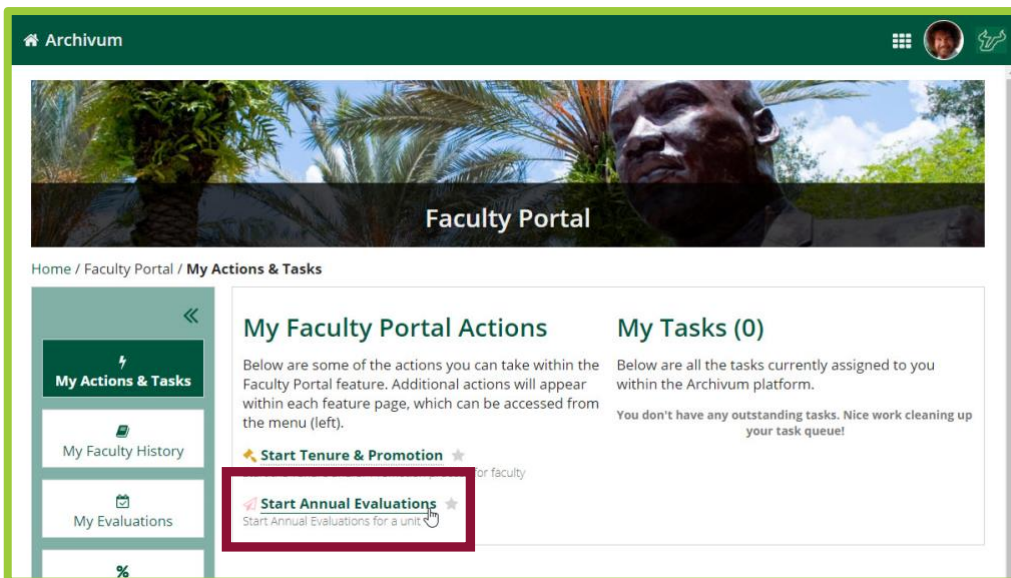 Archivum
Faculty Portal
Home / Faculty Portal / My Actions & Tasks
My Actions & Tasks
My Faculty History
My Evaluations
%
My Faculty Portal Actions
Below are some of the actions you can take within the
Faculty Portal feature. Additional actions will appear
within each feature page, which can be accessed from
the menu (left).
Start Tenure & Promotion
for faculty
Start Annual Evaluations
Start Annual Evaluations for a unit
My Tasks (0)
Below are all the tasks currently assigned to you
within the Archivum platform.
You don't have any outstanding tasks. Nice work cleaning up
your task queue!